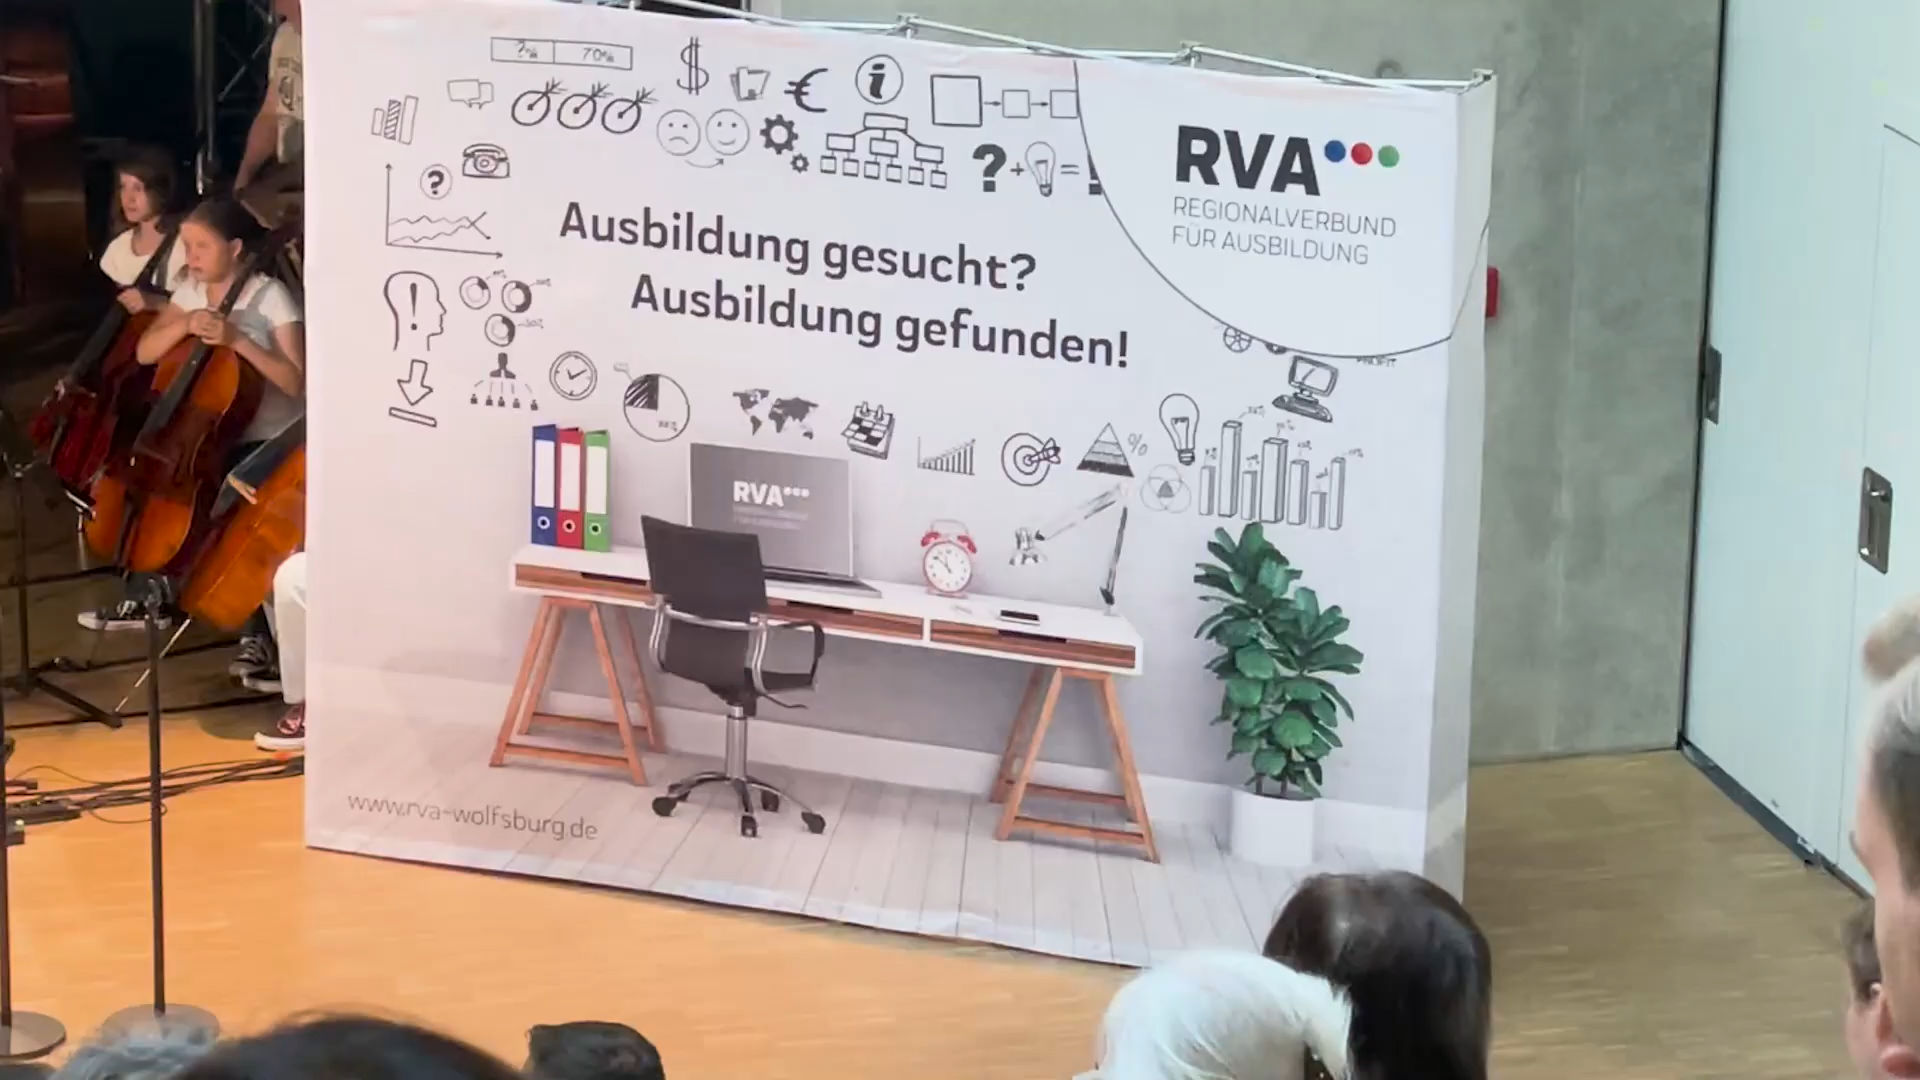 70%
RVA
REGIONALVERBUND
FÜR AUSBILDUNG
? + =
Ausbildung gesucht?
Ausbildung gefunden!
%
RVA
www.rva-wolfsburg.de